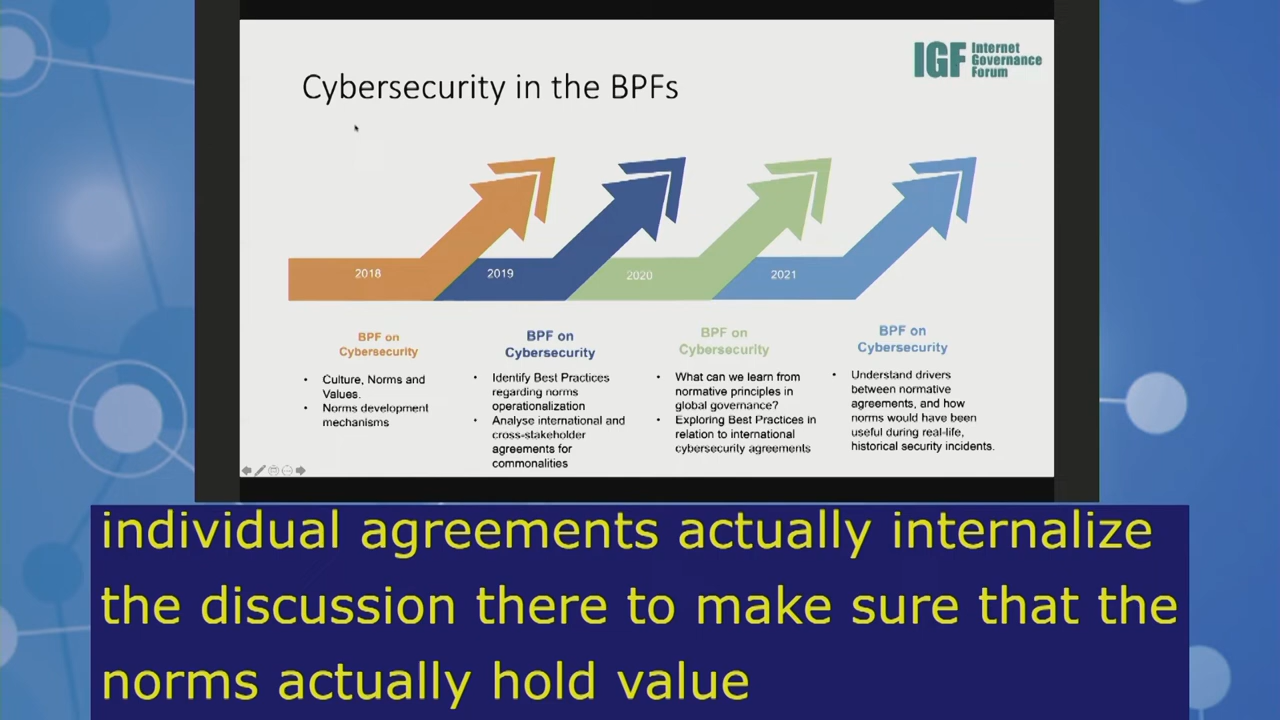 IGF Internet
Governance
Forum
Cybersecurity in the BPFs
2018
2019
2020
2021
BPF on
Cybersecurity
• Culture, Norms and
Values.
• Norms development
mechanisms
BPF on
Cybersecurity
• Identify Best Practices
regarding norms
operationalization
• Analyse international and
cross-stakeholder
agreements for
commonalities
BPF on
Cybersecurity
• What can we learn from
normative principles in
global governance?
• Exploring Best Practices in
relation to international
cybersecurity agreements
BPF on
Cybersecurity
• Understand drivers
between normative
agreements, and how
norms would have been
useful during real-life,
historical security incidents.
individual agreements actually internalize
the discussion there to make sure that the
norms actually hold value